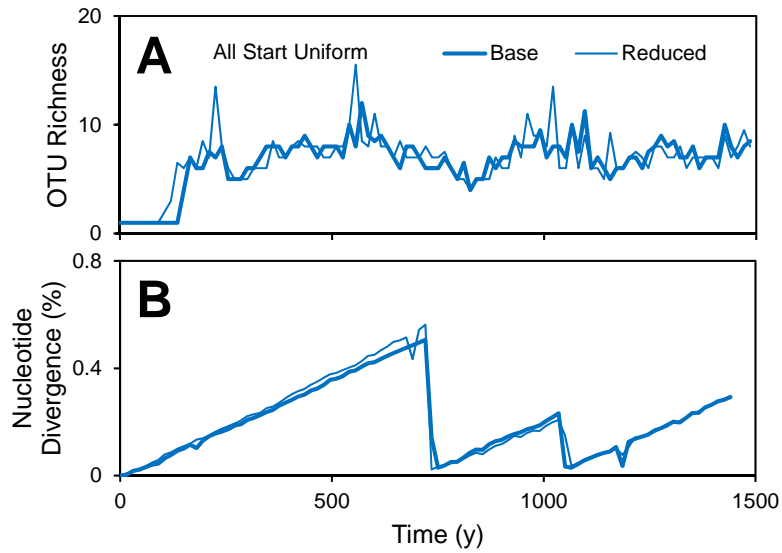 20
A
All Start Uniform
Base
Reduced
OTU Richness
10
0
0.8
B
Nucleotide
Divergence (%)
0.4
0
0
500
1000
1500
Time (y)